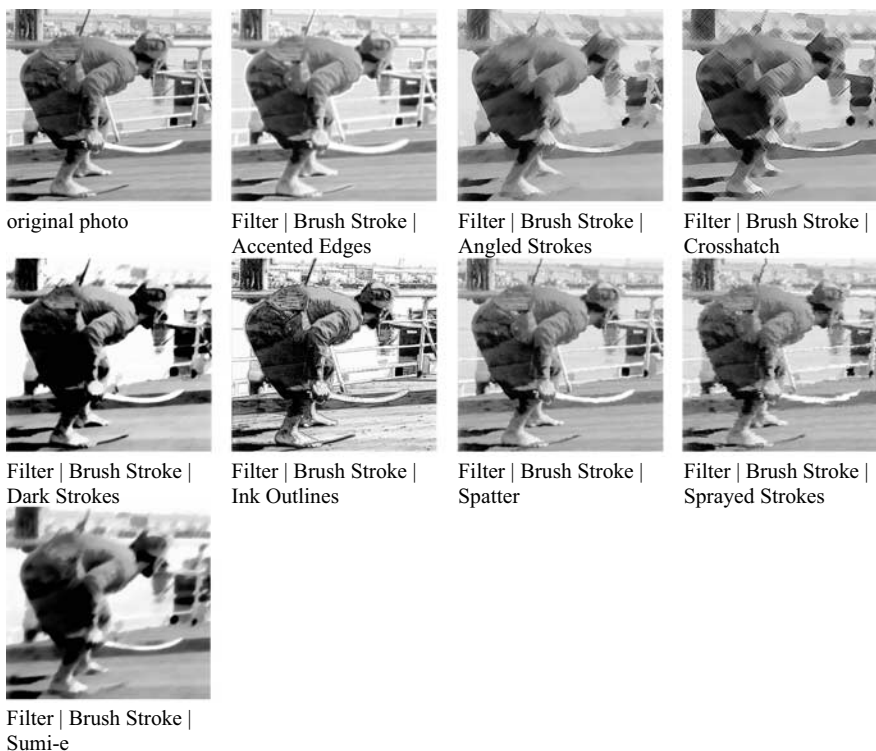 original photo
Filter | Brush Stroke |
Accented Edges
Filter | Brush Stroke |
Angled Strokes
Filter | Brush Stroke |
Crosshatch
Filter | Brush Stroke |
Dark Strokes
Filter | Brush Stroke |
Ink Outlines
Filter | Brush Stroke |
Spatter
Filter | Brush Stroke |
Sprayed Strokes
Filter | Brush Stroke |
Sumi-e